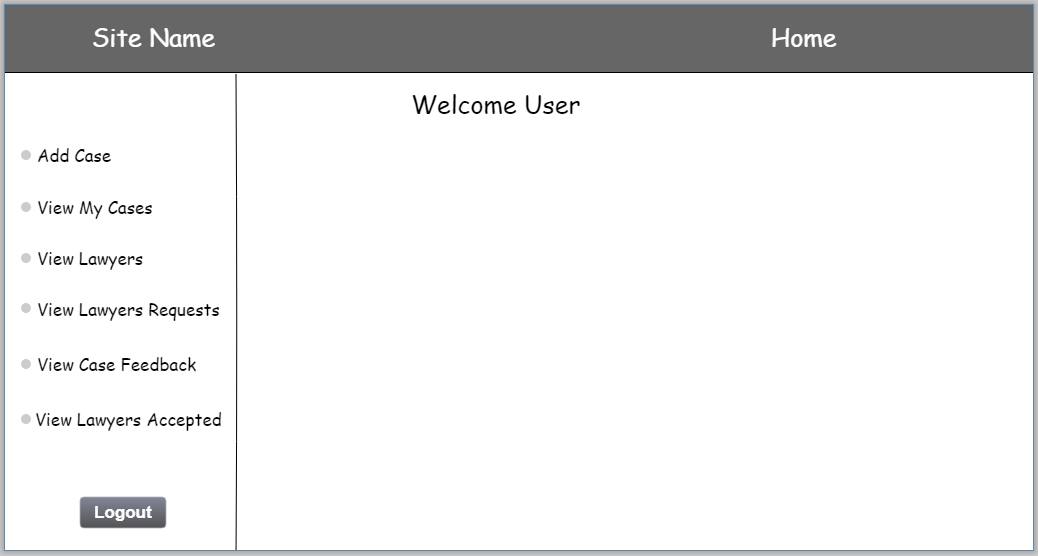 Site Name
Home
Welcome User
Add Case
View My Cases
View Lawyers
View Lawyers Requests
View Case Feedback
View Lawyers Accepted
Logout